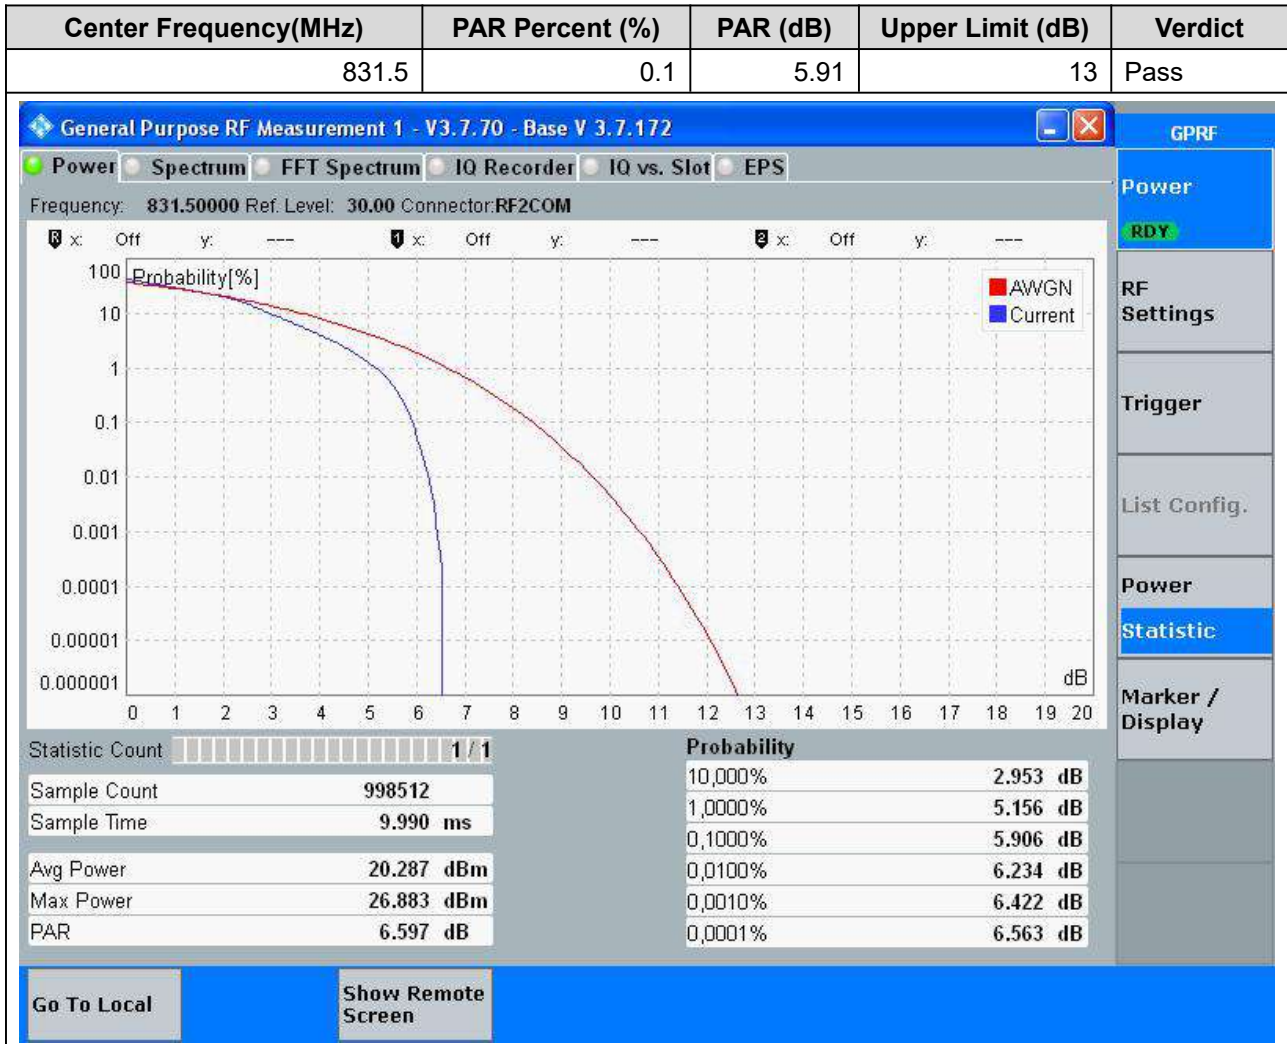 Center Frequency(MHz) PAR Percent (%) PAR (dB) Upper Limit (dB) Verdict
831.5 0.1 5.91 13 Pass
General Purpose RF Measurement 1 - V3.7.70 - Base V 3.7.172
GPRF
Power Spectrum FFT Spectrum IQ Recorder IQ vs. Slot EPS
Frequency: 831.50000 Ref. Level: 30.00 Connector:RF2COM
R x: Off y: --- 1 x: Off y: --- 2 x: Off y: ---
Probability[%]
AWGN
Current
100
10
1
0.1
0.01
0.001
0.0001
0.00001
0.000001
dB
0 1 2 3 4 5 6 7 8 9 10 11 12 13 14 15 16 17 18 19 20
Statistic Count 1 / 1
Sample Count 998512
Sample Time 9.990 ms
Avg Power 20.287 dBm
Max Power 26.883 dBm
PAR 6.597 dB
Probability
10,000% 2.953 dB
1,0000% 5.156 dB
0,1000% 5.906 dB
0,0100% 6.234 dB
0,0010% 6.422 dB
0,0001% 6.563 dB
Power
RDY
RF
Settings
Trigger
List Config.
Power
Statistic
Marker /
Display
Go To Local
Show Remote
Screen